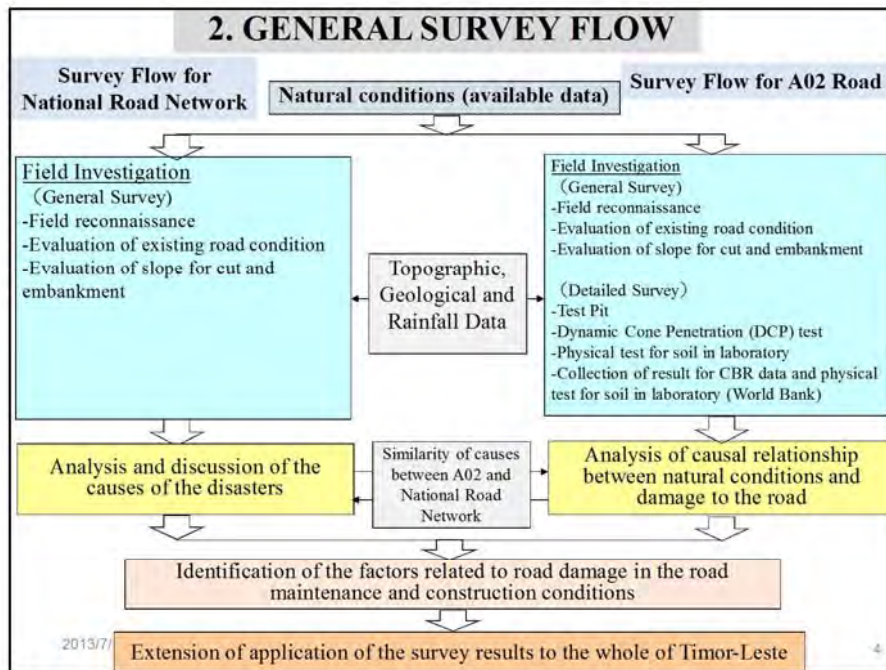 2. GENERAL SURVEY FLOW
Survey Flow for
National Road Network
Natural conditions (available data)
Survey Flow for A02 Road
Field Investigation
（General Survey)
-Field reconnaissance
-Evaluation of existing road condition
-Evaluation of slope for cut and
embankment
Topographic,
Geological and
Rainfall Data
Field Investigation
（General Survey)
-Field reconnaissance
-Evaluation of existing road condition
-Evaluation of slope for cut and embankment
（Detailed Survey）
-Test Pit
-Dynamic Cone Penetration (DCP) test
-Physical test for soil in laboratory
-Collection of result for CBR data and physical
test for soil in laboratory (World Bank)
Analysis and discussion of the
causes of the disasters
Similarity of causes
between A02 and
National Road
Network
Analysis of causal relationship
between natural conditions and
damage to the road
Identification of the factors related to road damage in the road
maintenance and construction conditions
2013/7/
Extension of application of the survey results to the whole of Timor-Leste
4